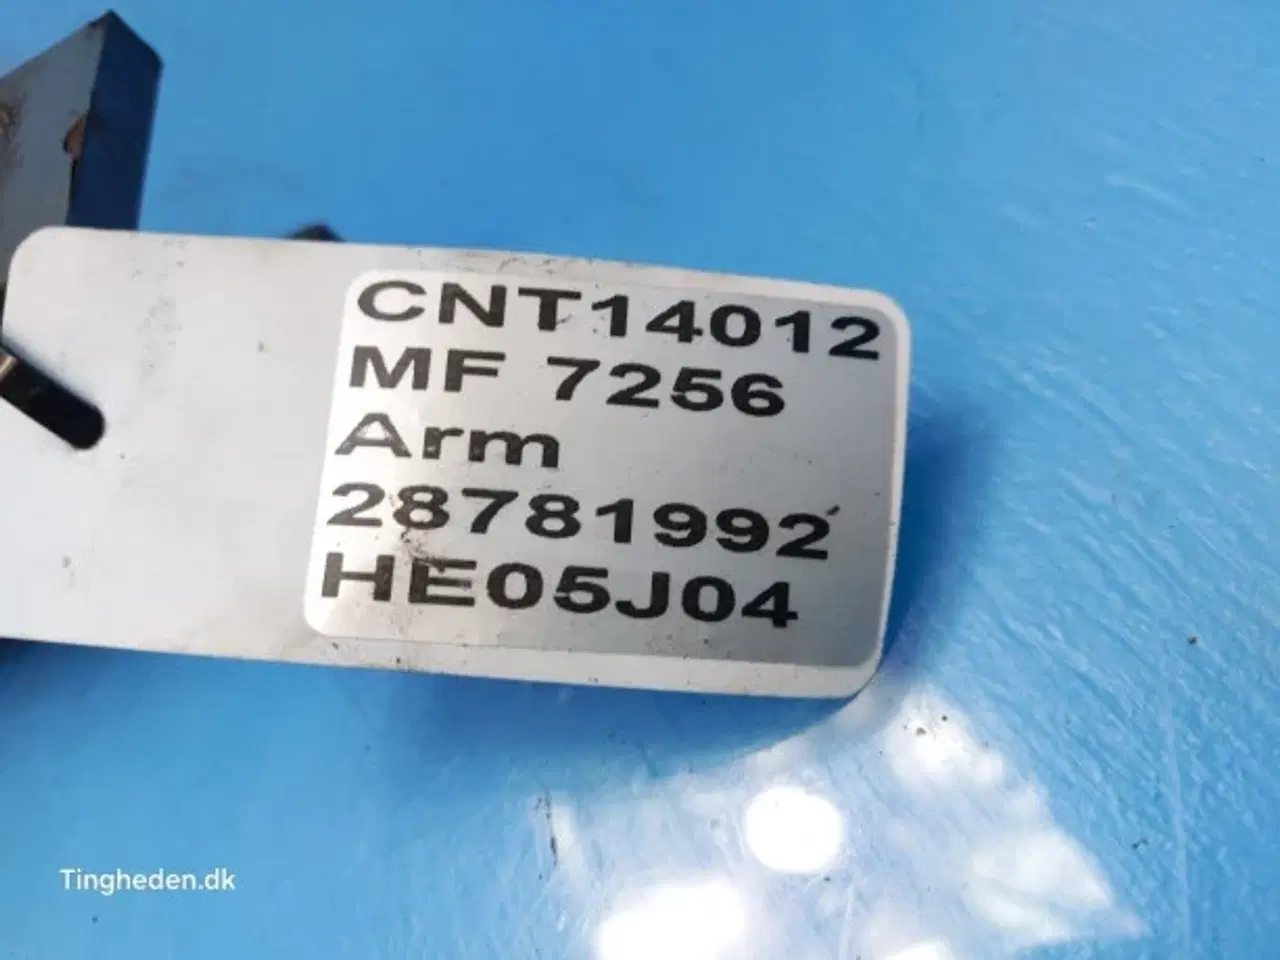 CNT14012
MF 7256
Arm
28781992
HE05J04
Tingheden.dk